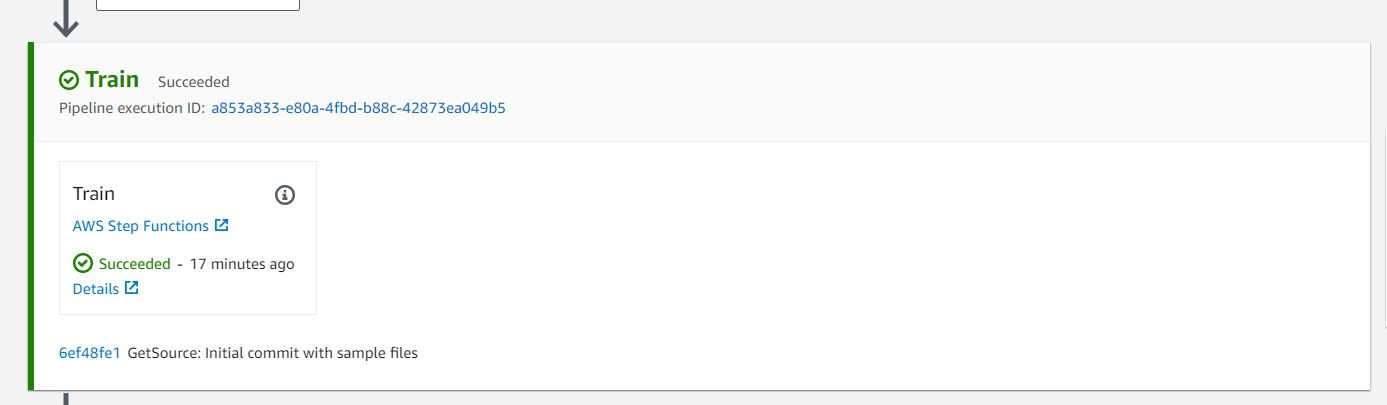 Train Succeeded
Pipeline execution ID: a853a833-e80a-4fbd-b88c-42873ea049b5
Train
AWS Step Functions
Succeeded - 17 minutes ago
Details
6ef48fe1 GetSource: Initial commit with sample files